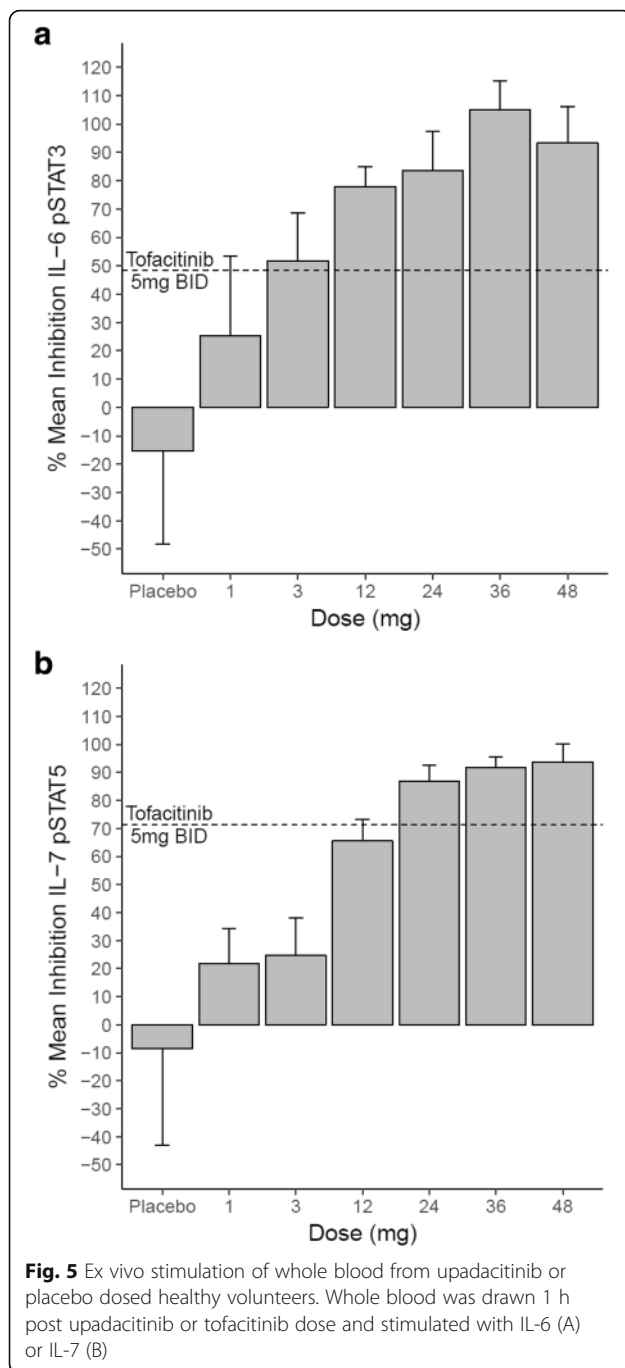 a
% Mean Inhibition IL-6 pSTAT3
120
110
100
90
80
70
60
50
40
30
20
10
0
−10
−20
−30
−40
−50
Tofacitinib
5mg BID
Placebo 1 3 12 24 36 48
Dose (mg)
b
% Mean Inhibition IL-7 pSTAT5
120
110
100
90
80
70
60
50
40
30
20
10
0
−10
−20
−30
−40
−50
Tofacitinib
5mg BID
Placebo 1 3 12 24 36 48
Dose (mg)
Fig. 5 Ex vivo stimulation of whole blood from upadacitinib or
placebo dosed healthy volunteers. Whole blood was drawn 1 h
post upadacitinib or tofacitinib dose and stimulated with IL-6 (A)
or IL-7 (B)